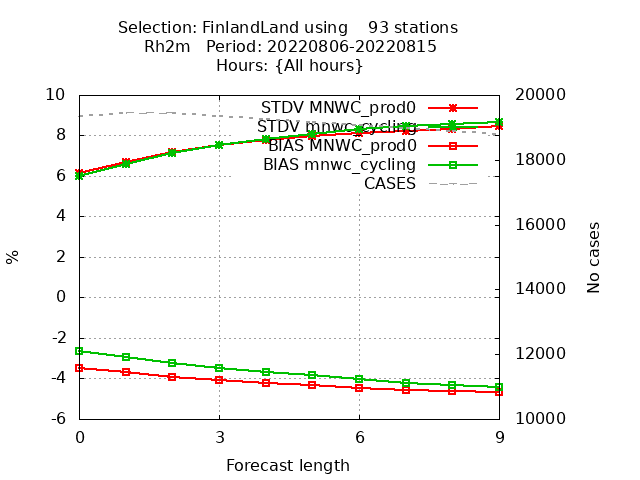 Selection: FinlandLand using    93 stations
Rh2m   Period: 20220806-20220815
Hours: {All hours}
10
8
6
4
2
0
-2
-4
-6
%
STDV MNWC_prod0
STDV mnwc_cycling
BIAS MNWC_prod0
BIAS mnwc_cycling
CASES
20000
18000
16000
14000
12000
10000
No cases
0 3 6 9
Forecast length